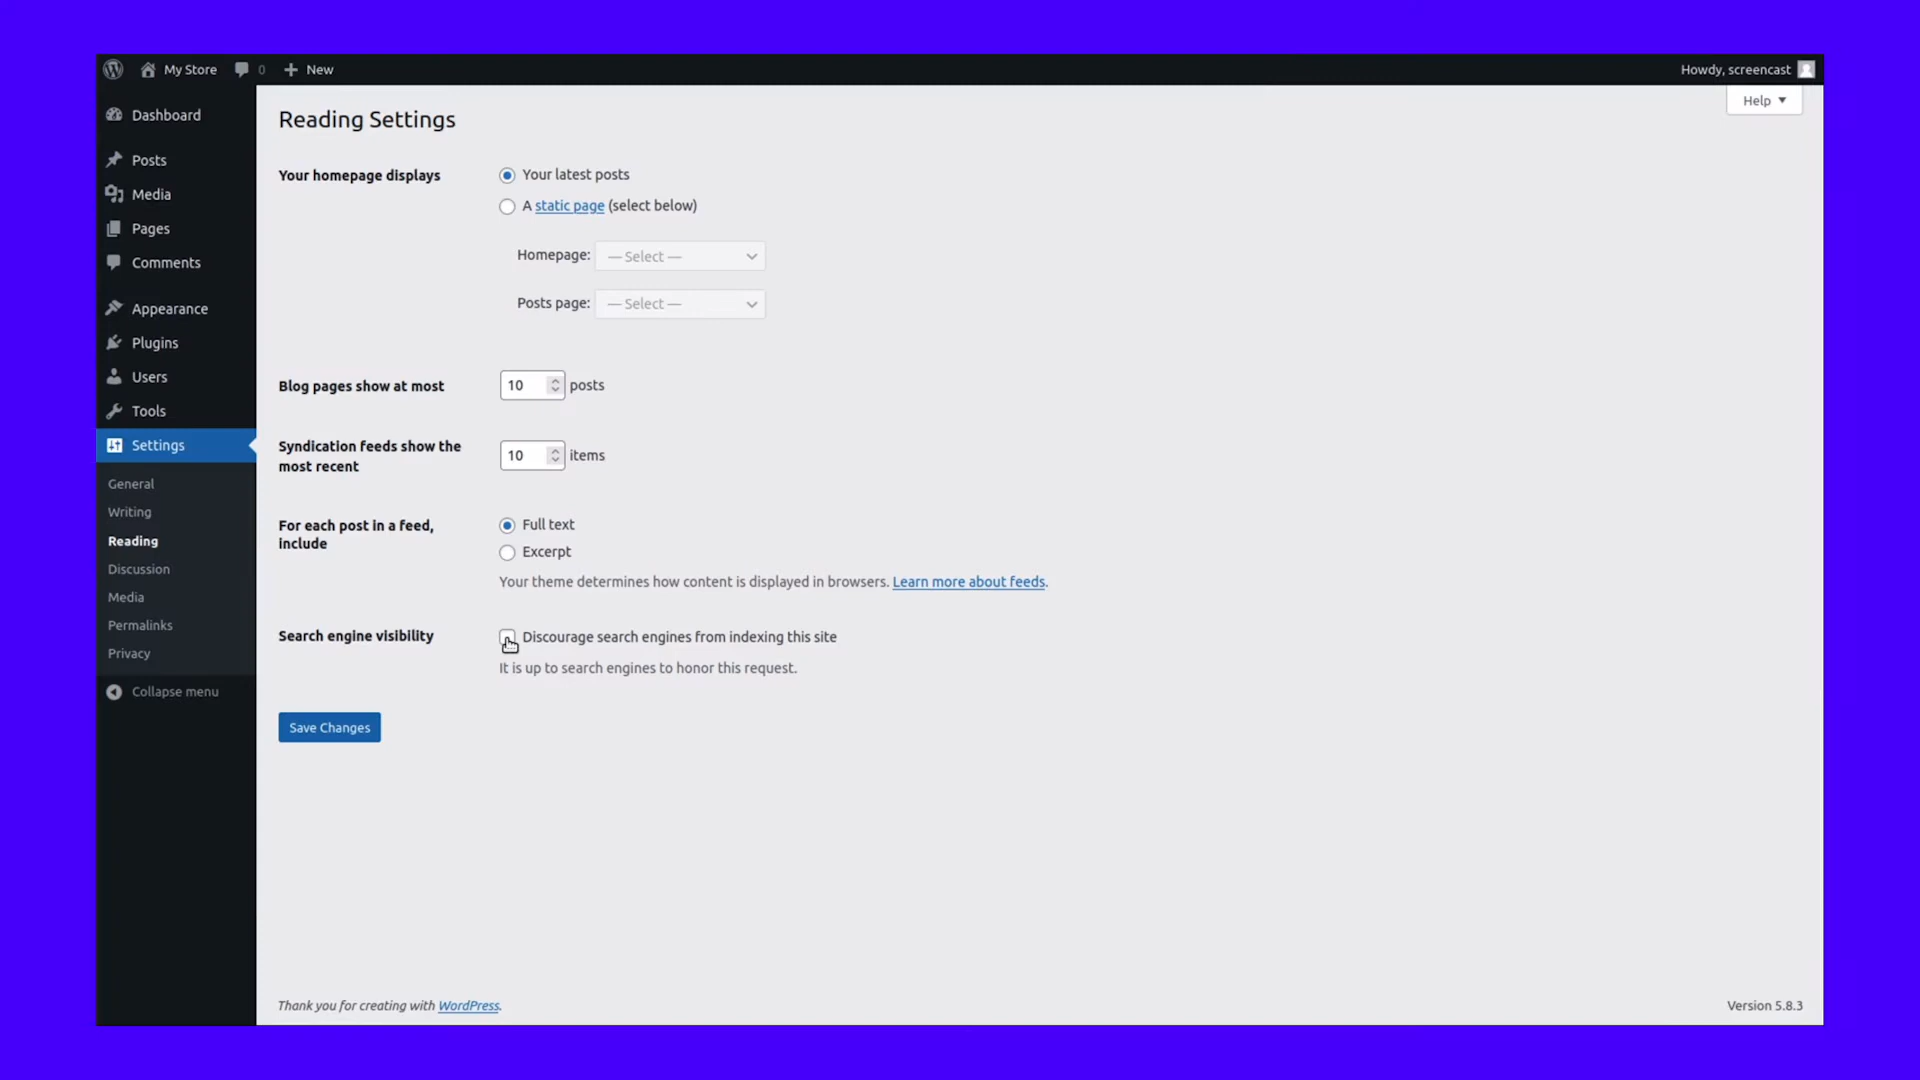 My Store 0 New Howdy, screencast
Help
Dashboard
Posts
Media
Pages
Comments
Appearance
Plugins
Users
Tools
Settings
General
Writing
Reading
Discussion
Media
Permalinks
Privacy
Collapse menu
Reading Settings
Your homepage displays Your latest posts
A static page (select below)
Homepage: — Select —
Posts page: — Select —
Blog pages show at most 10 posts
Syndication feeds show the
most recent
10 items
For each post in a feed,
include
Full text
Excerpt
Your theme determines how content is displayed in browsers. Learn more about feeds.
Search engine visibility Discourage search engines from indexing this site
It is up to search engines to honor this request.
Save Changes
Thank you for creating with WordPress. Version 5.8.3